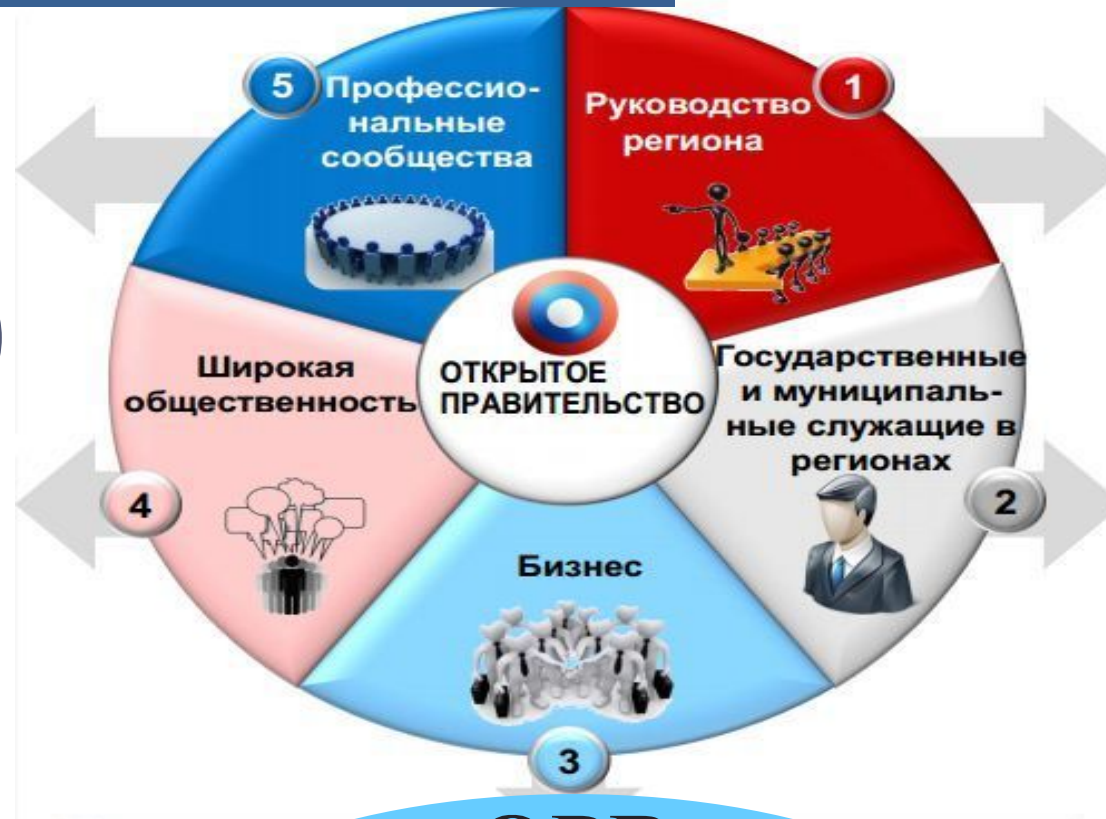 5
Профессио-
нальные
сообщества
1
Руководство
региона
ОТКРЫТОЕ
ПРАВИТЕЛЬСТВО
Государственные
и муниципаль-
ные служащие в
регионах
2
Широкая
общественность
4
Бизнес
3